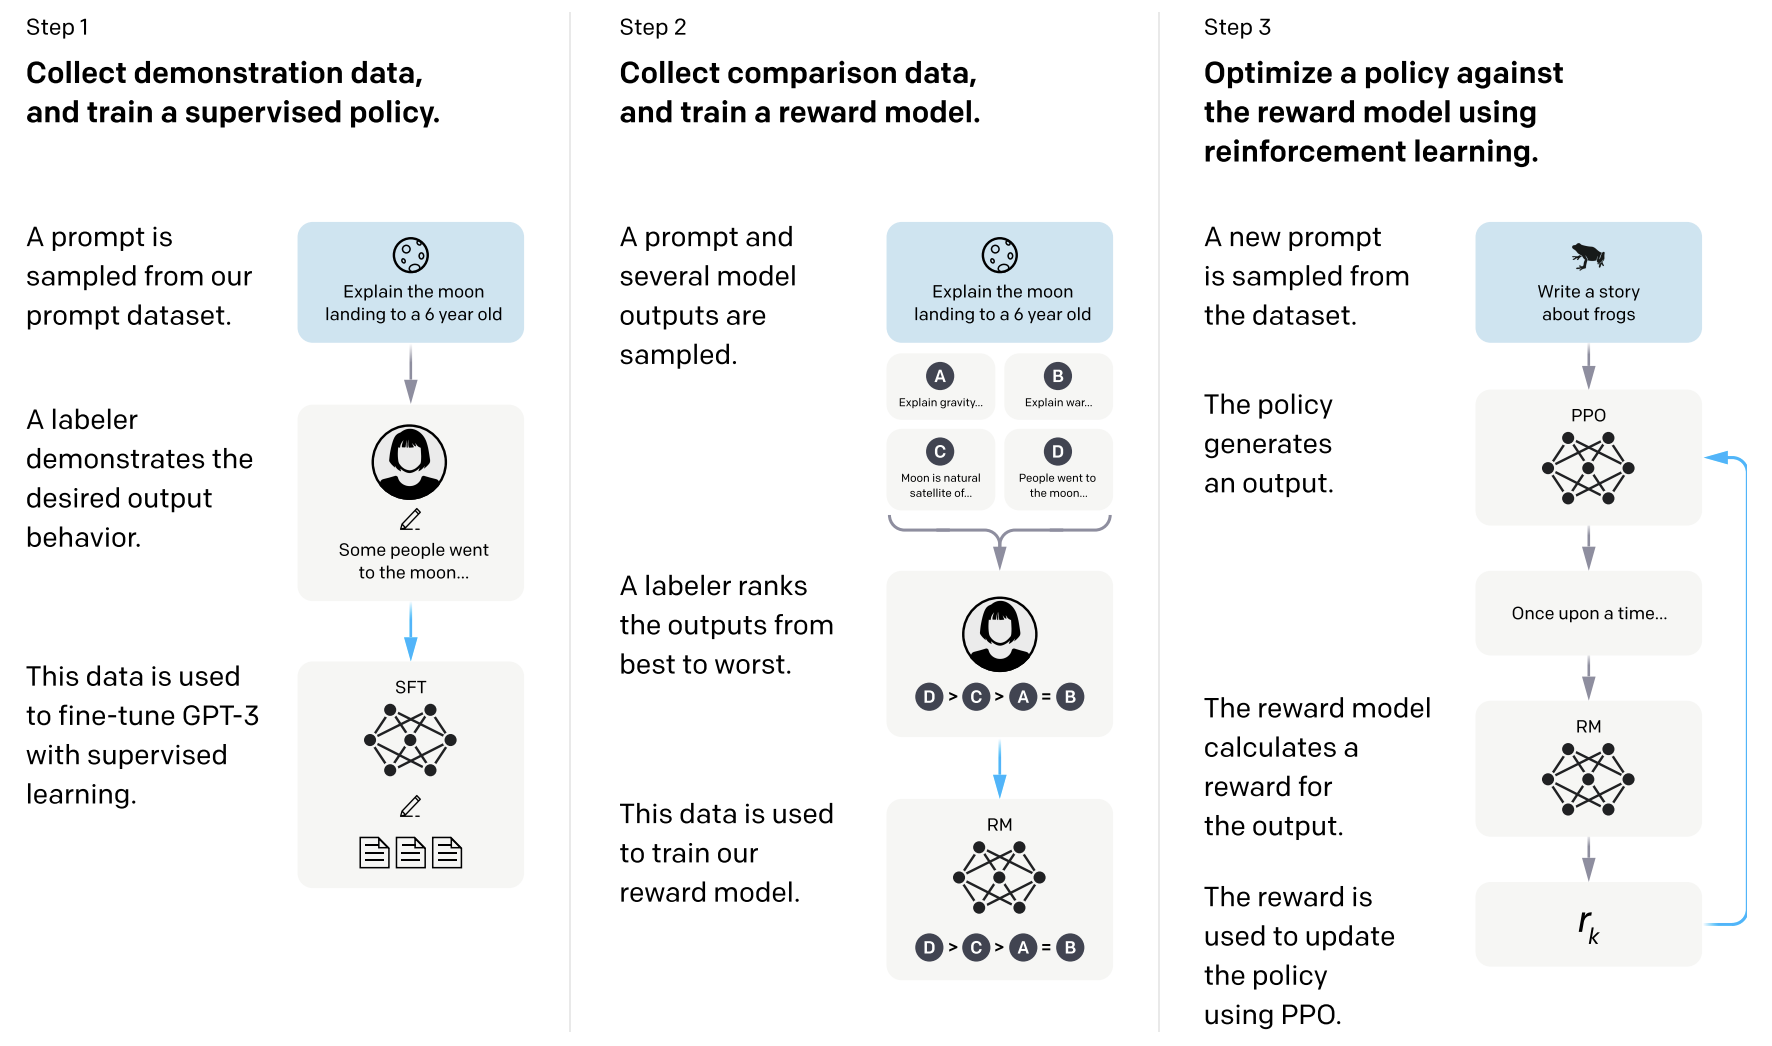 Step 1
Collect demonstration data,
and train a supervised policy.
A prompt is
sampled from our
prompt dataset.
Explain the moon
landing to a 6 year old
A labeler
demonstrates the
desired output
behavior.
Some people went
to the moon...
This data is used
to fine-tune GPT-3
with supervised
learning.
SFT
Step 2
Collect comparison data,
and train a reward model.
A prompt and
several model
outputs are
sampled.
Explain the moon
landing to a 6 year old
A
Explain gravity...
B
Explain war...
C
Moon is natural
satellite of...
D
People went to
the moon...
A labeler ranks
the outputs from
best to worst.
D > C > A = B
This data is used
to train our
reward model.
RM
D > C > A = B
Step 3
Optimize a policy against
the reward model using
reinforcement learning.
A new prompt
is sampled from
the dataset.
Write a story
about frogs
The policy
generates
an output.
PPO
Once upon a time...
The reward model
calculates a
reward for
the output.
RM
The reward is
used to update
the policy
using PPO.
r_k